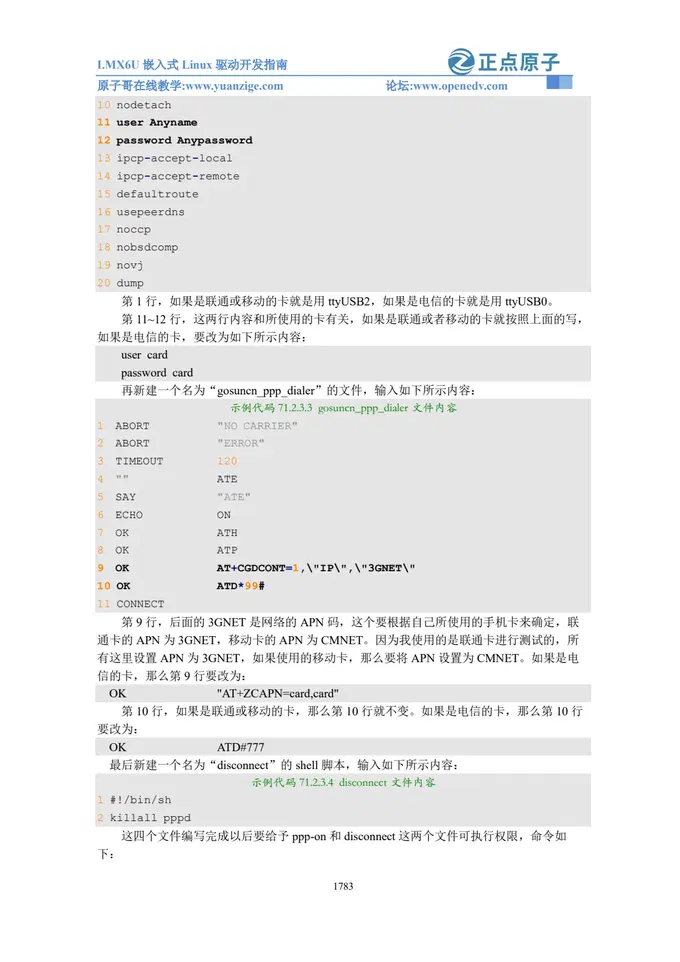 I.MX6U 嵌入式 Linux 驱动开发指南
正点原子
原子哥在线教学:www.yuanzige.com 论坛:www.openedv.com
10 nodetach
11 user Anyname
12 password Anypassword
13 ipcp-accept-local
14 ipcp-accept-remote
15 defaultroute
16 usepeerdns
17 noccp
18 nobsdcomp
19 novj
20 dump
第 1 行，如果是联通或移动的卡就是用 ttyUSB2，如果是电信的卡就是用 ttyUSB0。
第 11~12 行，这两行内容和所使用的卡有关，如果是联通或者移动的卡就按照上面的写，
如果是电信的卡，要改为如下所示内容：
user card
password card
再新建一个名为“gosuncn_ppp_dialer”的文件，输入如下所示内容：
示例代码 71.2.3.3 gosuncn_ppp_dialer 文件内容
1 ABORT "NO CARRIER"
2 ABORT "ERROR"
3 TIMEOUT 120
4 "" ATE
5 SAY "ATE"
6 ECHO ON
7 OK ATH
8 OK ATP
9 OK AT+CGDCONT=1,\"IP\",\"3GNET\"
10 OK ATD*99#
11 CONNECT
第 9 行，后面的 3GNET 是网络的 APN 码，这个要根据自己所使用的手机卡来确定，联
通卡的 APN 为 3GNET，移动卡的 APN 为 CMNET。因为我使用的是联通卡进行测试的，所
有这里设置 APN 为 3GNET，如果使用的移动卡，那么要将 APN 设置为 CMNET。如果是电
信的卡，那么第 9 行要改为：
OK "AT+ZCAPN=card,card"
第 10 行，如果是联通或移动的卡，那么第 10 行就不变。如果是电信的卡，那么第 10 行
要改为：
OK ATD#777
最后新建一个名为“disconnect”的 shell 脚本，输入如下所示内容：
示例代码 71.2.3.4 disconnect 文件内容
1 #!/bin/sh
2 killall pppd
这四个文件编写完成以后要给予 ppp-on 和 disconnect 这两个文件可执行权限，命令如
下：
1783